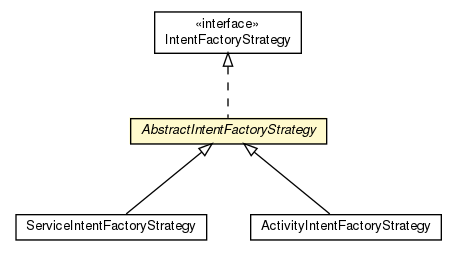 «interface»
IntentFactoryStrategy
AbstractIntentFactoryStrategy
ServiceIntentFactoryStrategy
ActivityIntentFactoryStrategy